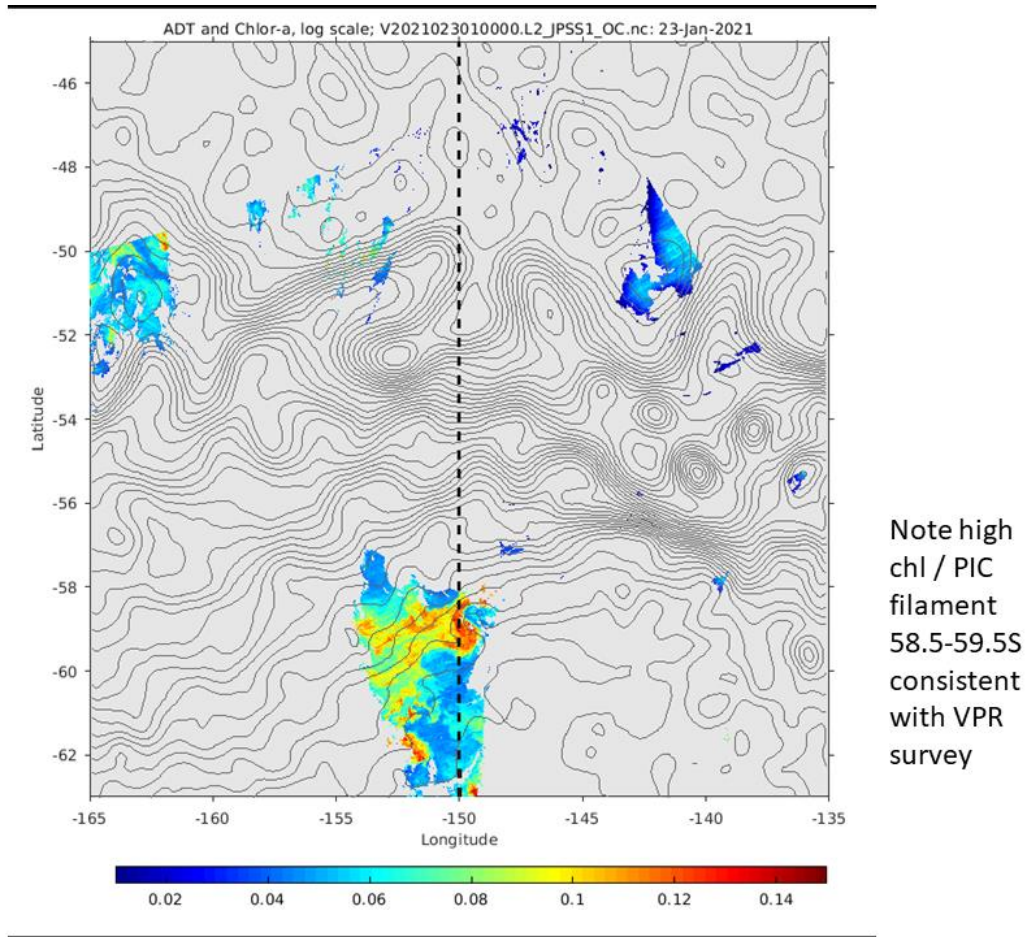 ADT and Chlor-a, log scale; V2021023010000.L2_JPSS1_OC.nc: 23-Jan-2021
-46
-48
-50
-52
-54
-56
-58
-60
-62
Latitude
-165
-160
-155
-150
-145
-140
-135
Longitude
0.02
0.04
0.06
0.08
0.1
0.12
0.14
Note high
chl / PIC
filament
58.5-59.5S
consistent
with VPR
survey